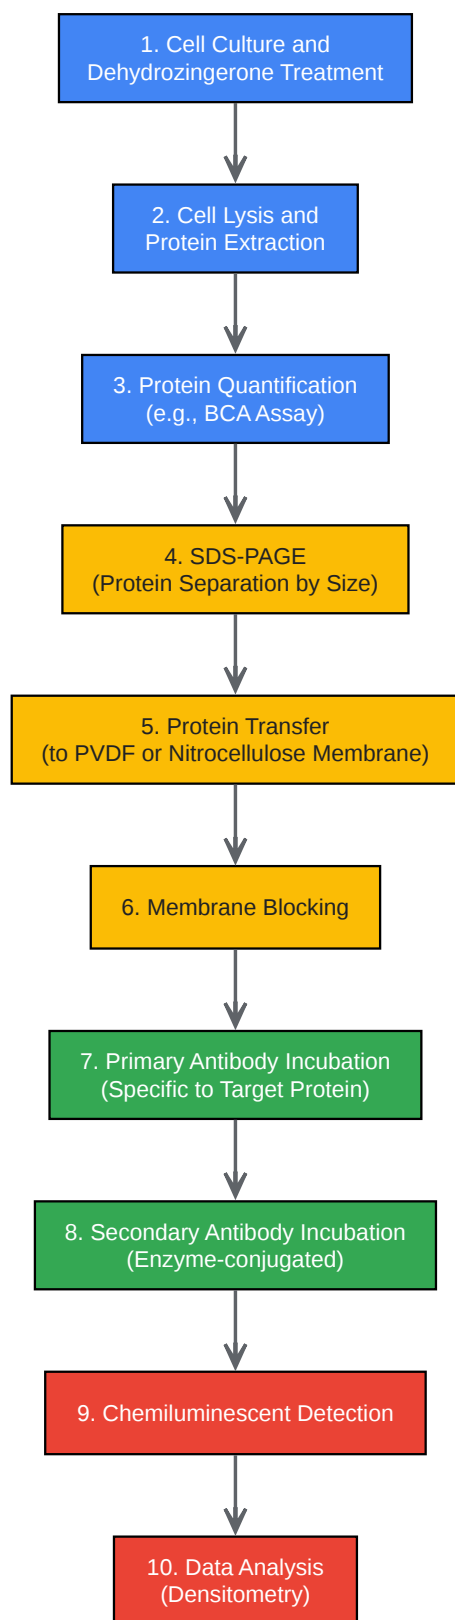 1. Cell Culture and
Dehydrozingerone Treatment
2. Cell Lysis and
Protein Extraction
3. Protein Quantification
(e.g., BCA Assay)
4. SDS-PAGE
(Protein Separation by Size)
5. Protein Transfer
(to PVDF or Nitrocellulose Membrane)
6. Membrane Blocking
7. Primary Antibody Incubation
(Specific to Target Protein)
8. Secondary Antibody Incubation
(Enzyme-conjugated)
9. Chemiluminescent Detection
10. Data Analysis
(Densitometry)